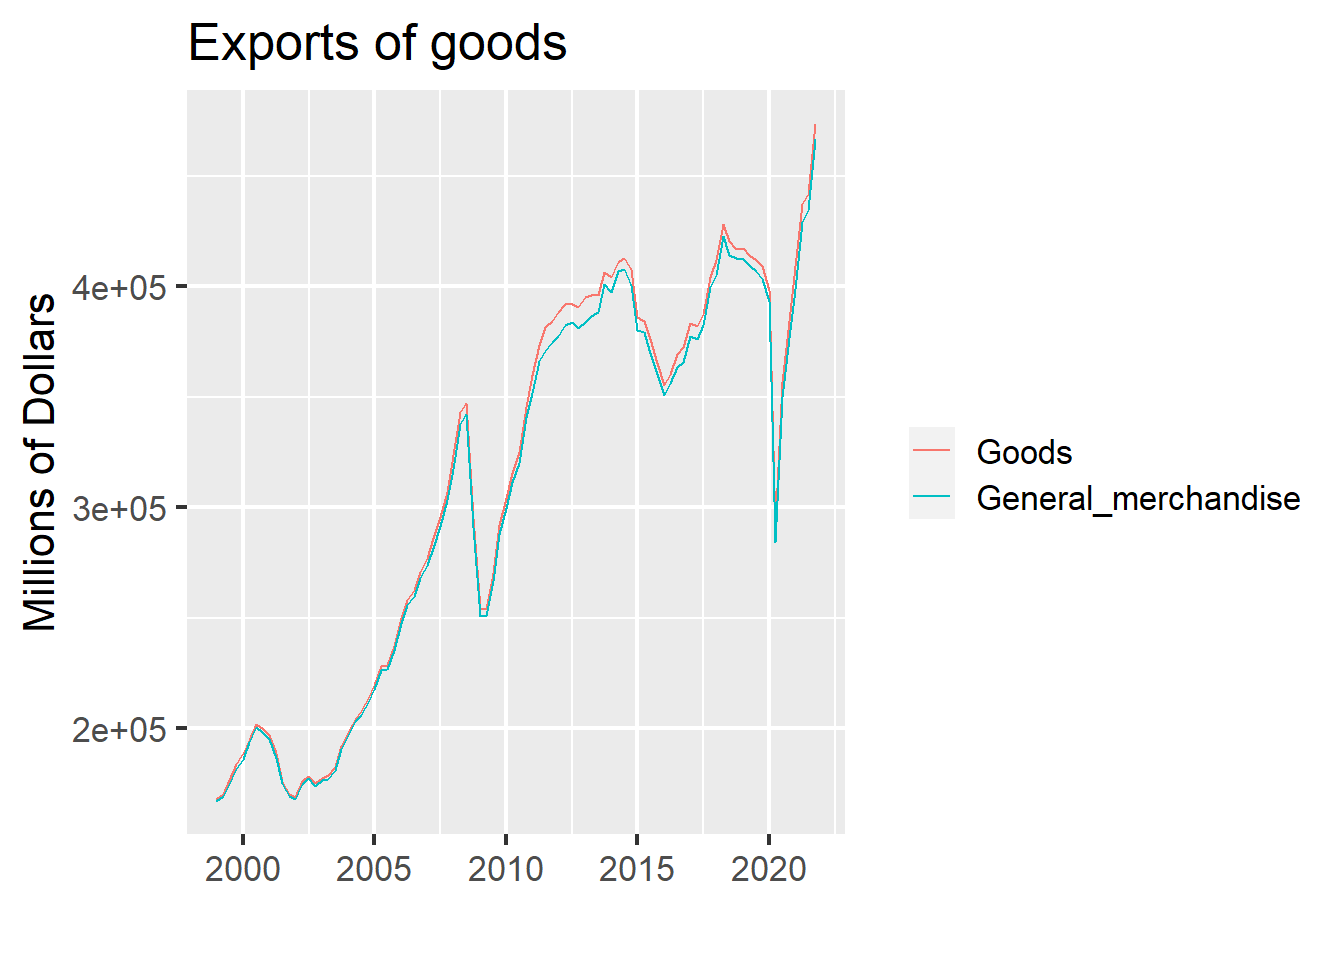 Exports of goods
Millions of Dollars
4e+05
3e+05
2e+05
2000 2005 2010 2015 2020
Goods
General_merchandise